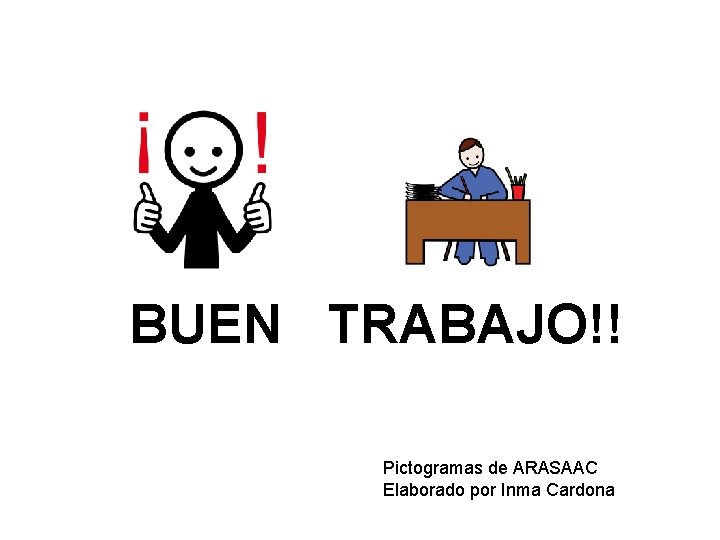 ¡ !
BUEN TRABAJO!!
Pictogramas de ARASAAC
Elaborado por Inma Cardona